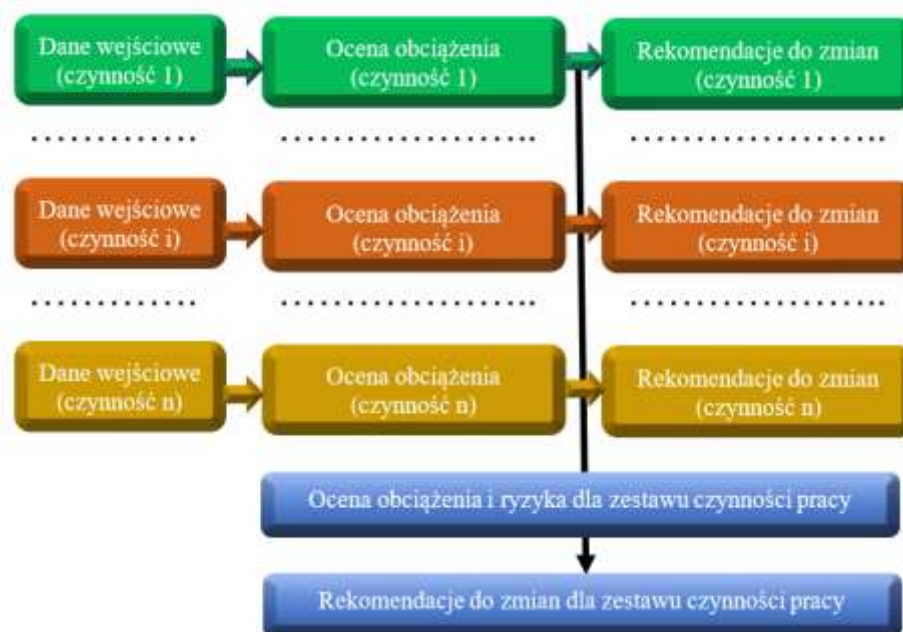 Dane wejściowe
(czynność 1)
Ocena obciążenia
(czynność 1)
Rekomendacje do zmian
(czynność 1)
Dane wejściowe
(czynność i)
Ocena obciążenia
(czynność i)
Rekomendacje do zmian
(czynność i)
Dane wejściowe
(czynność n)
Ocena obciążenia
(czynność n)
Rekomendacje do zmian
(czynność n)
Ocena obciążenia i ryzyka dla zestawu czynności pracy
Rekomendacje do zmian dla zestawu czynności pracy